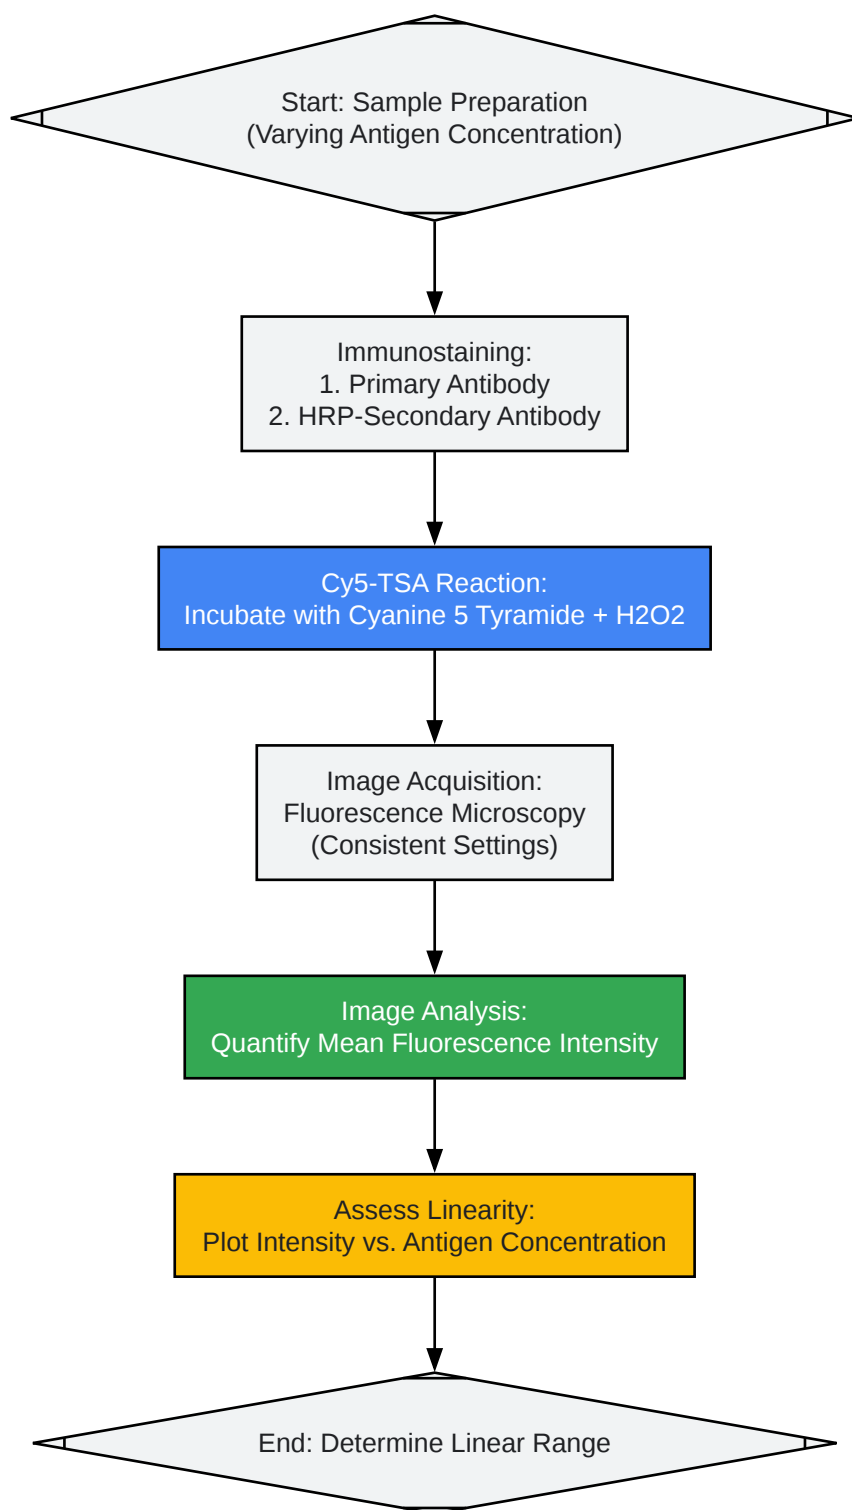 Start: Sample Preparation
(Varying Antigen Concentration)
Immunostaining:
1. Primary Antibody
2. HRP-Secondary Antibody
Cy5-TSA Reaction:
Incubate with Cyanine 5 Tyramide + H2O2
Image Acquisition:
Fluorescence Microscopy
(Consistent Settings)
Image Analysis:
Quantify Mean Fluorescence Intensity
Assess Linearity:
Plot Intensity vs. Antigen Concentration
End: Determine Linear Range